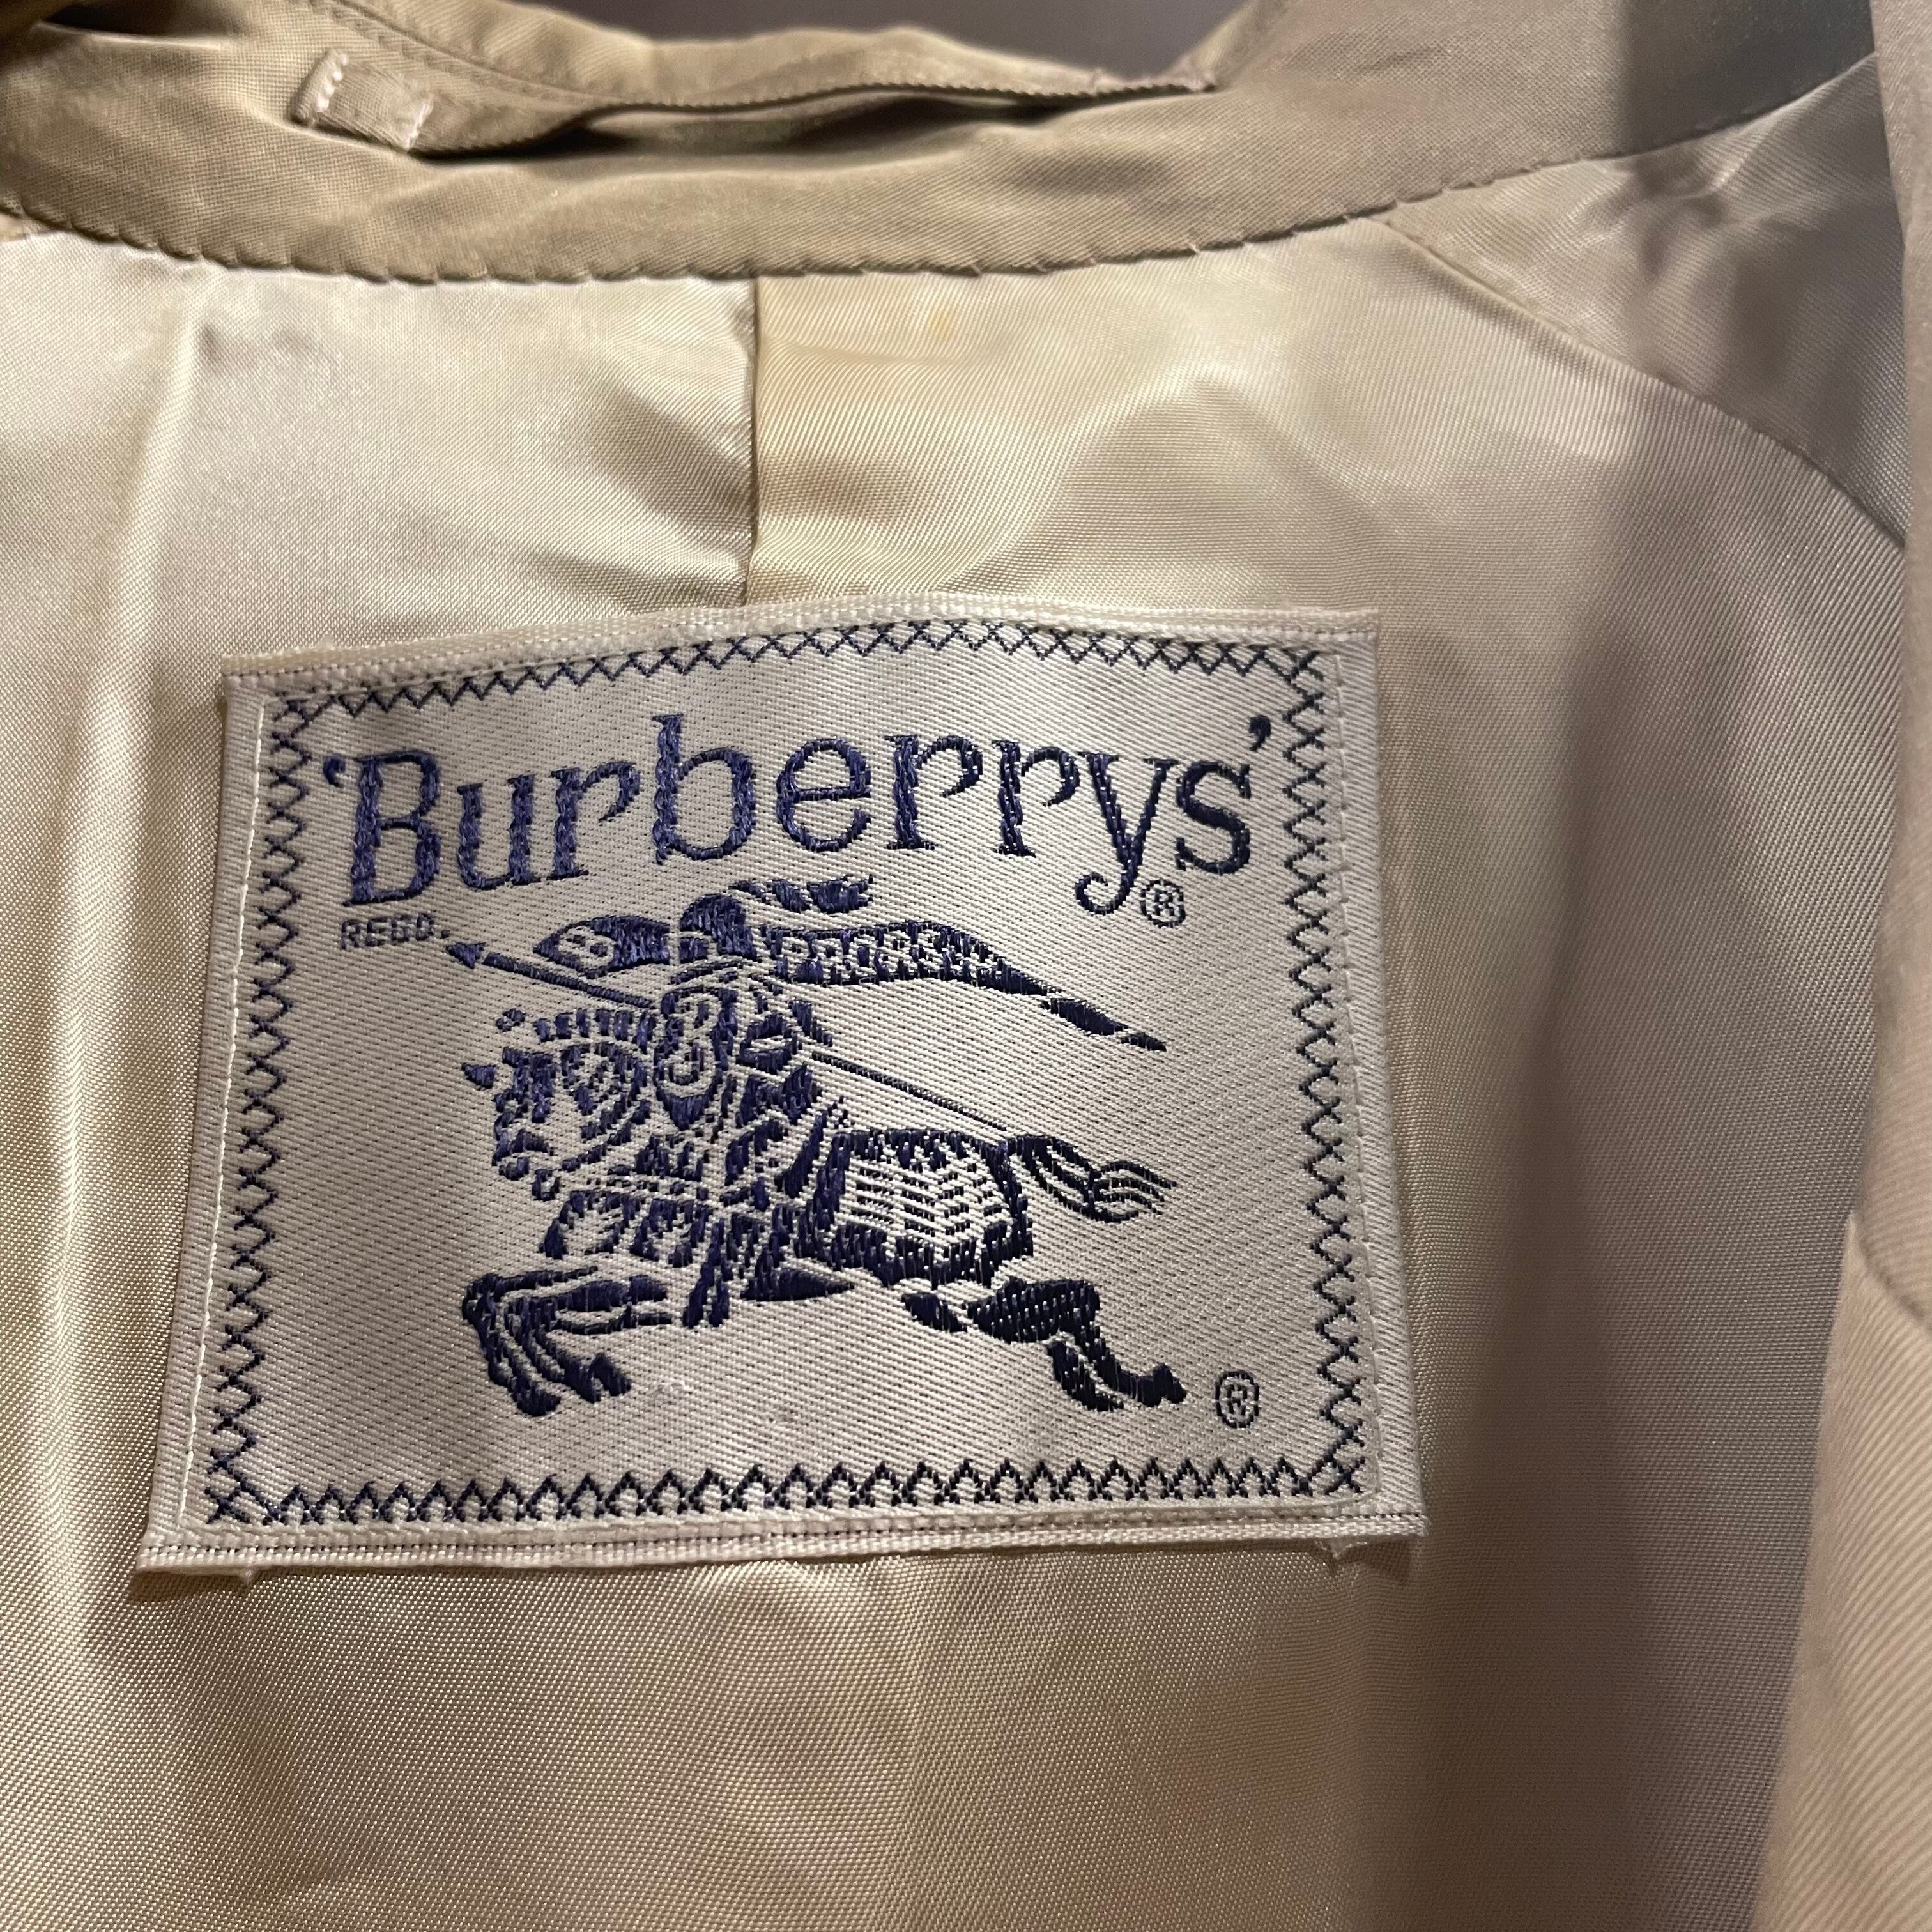 'Burberrys'®
REGD.
B PRORSUM
B
®